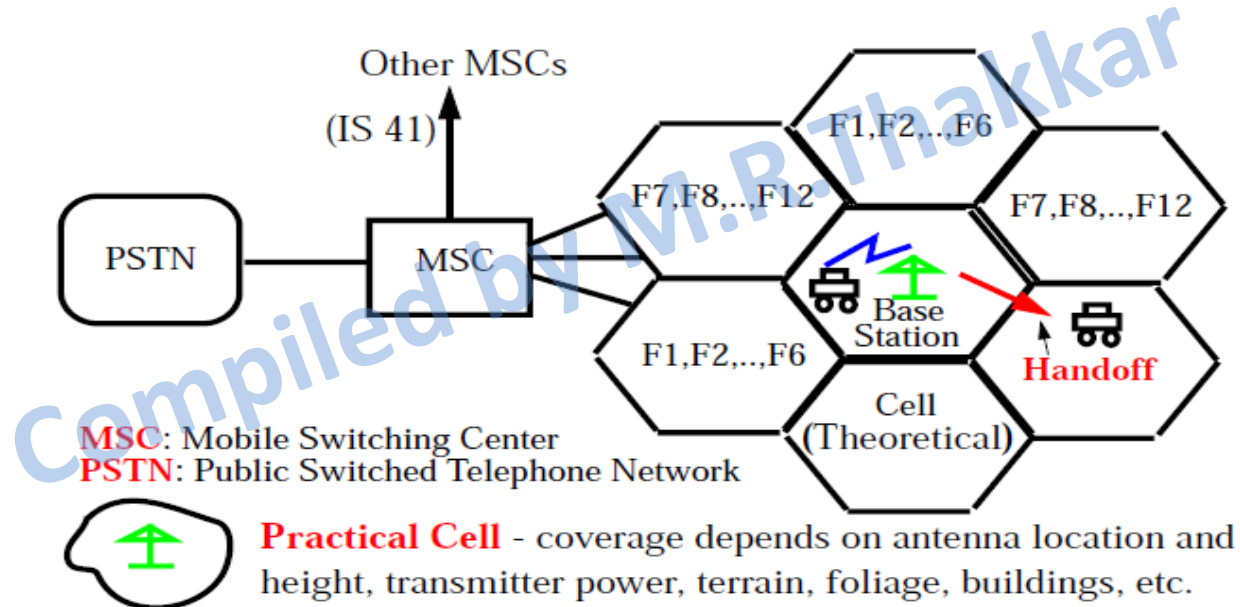 Other MSCs
(IS 41)
PSTN
MSC
F1,F2,..,F6
F7,F8,..,F12
F7,F8,..,F12
Base
Station
F1,F2,..,F6
Handoff
Cell
(Theoretical)
MSC: Mobile Switching Center
PSTN: Public Switched Telephone Network
Practical Cell - coverage depends on antenna location and
height, transmitter power, terrain, foliage, buildings, etc.
Compiled by M.R.Thakkar